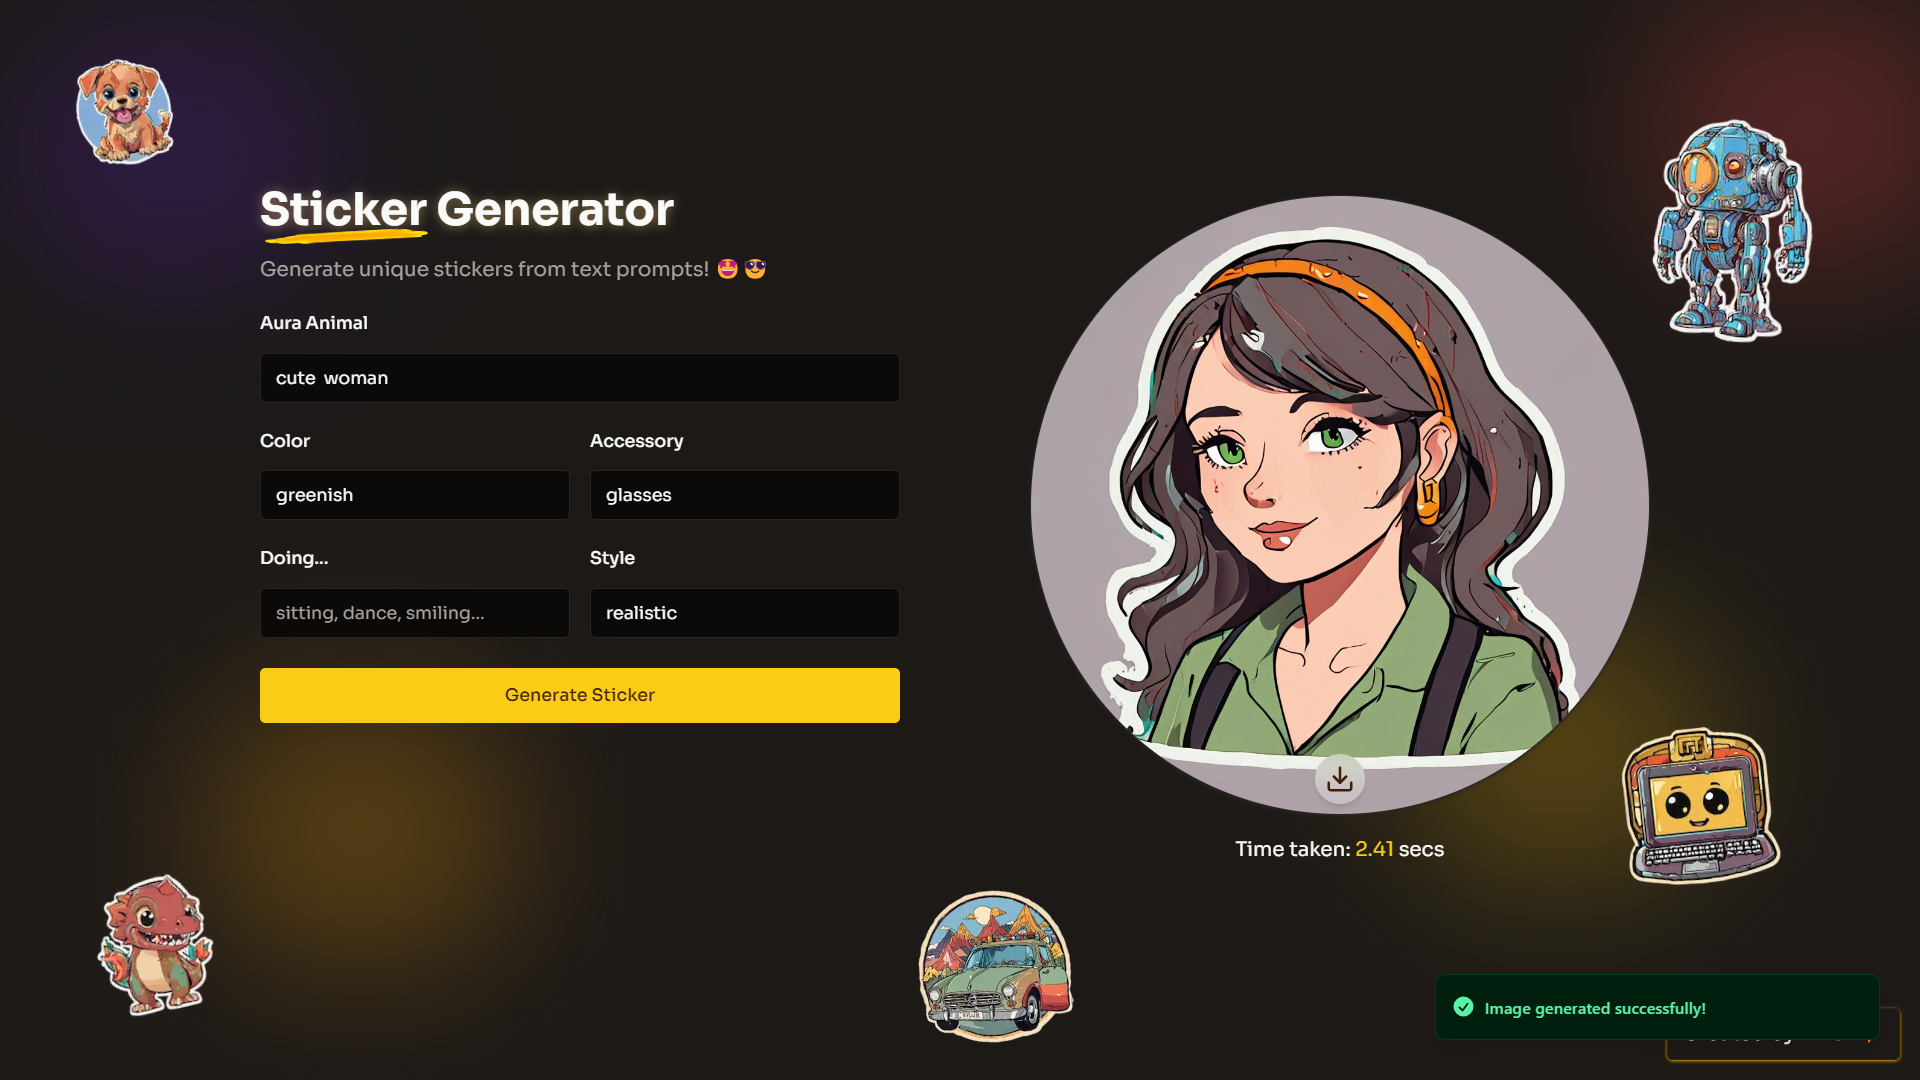 Sticker Generator
Generate unique stickers from text prompts! 🤩 😎
Aura Animal
cute  woman
Color
Accessory
greenish
glasses
Doing...
Style
sitting, dance, smiling...
realistic
Generate Sticker
Time taken: 2.41 secs
Image generated successfully!